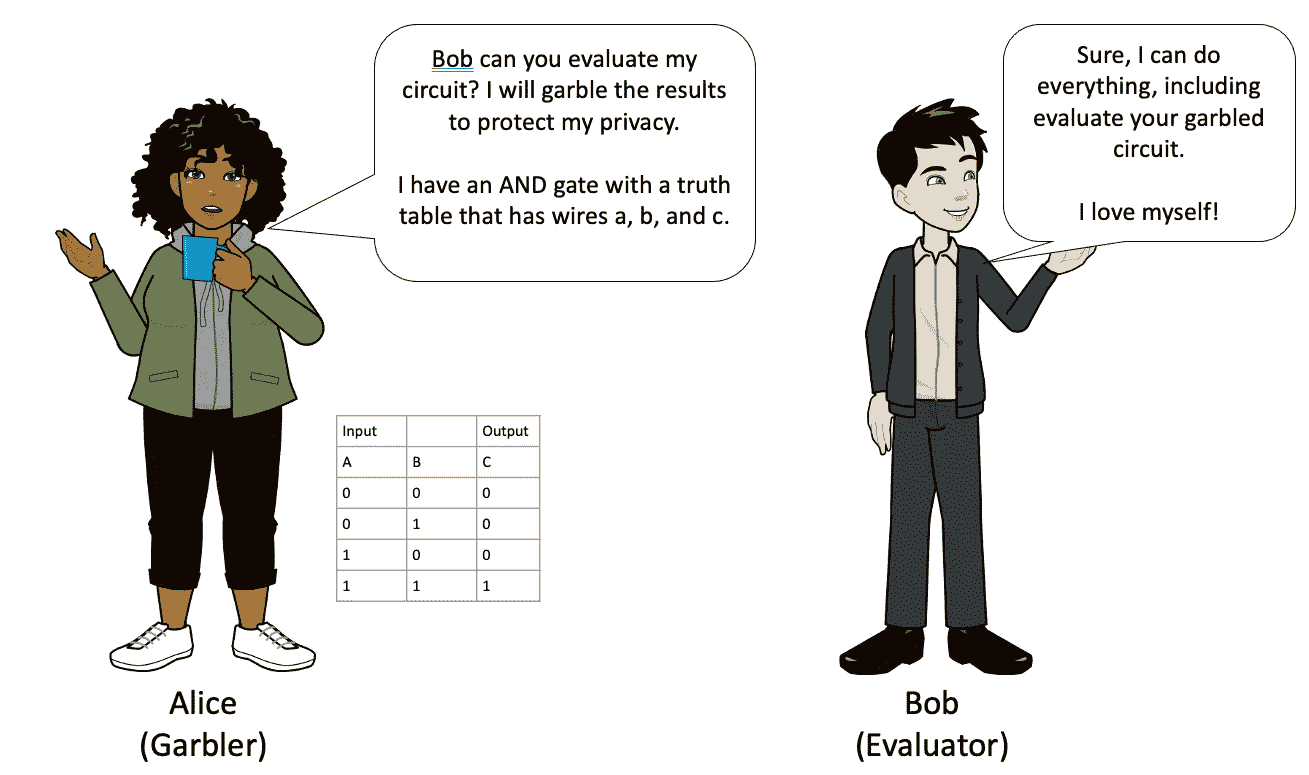 Bob can you evaluate my
circuit? I will garble the results
to protect my privacy.
I have an AND gate with a truth
table that has wires a, b, and c.
Sure, I can do
everything, including
evaluate your garbled
circuit.
I love myself!
Input Output
A B C
0 0 0
0 1 0
1 0 0
1 1 1
Alice
(Garbler)
Bob
(Evaluator)